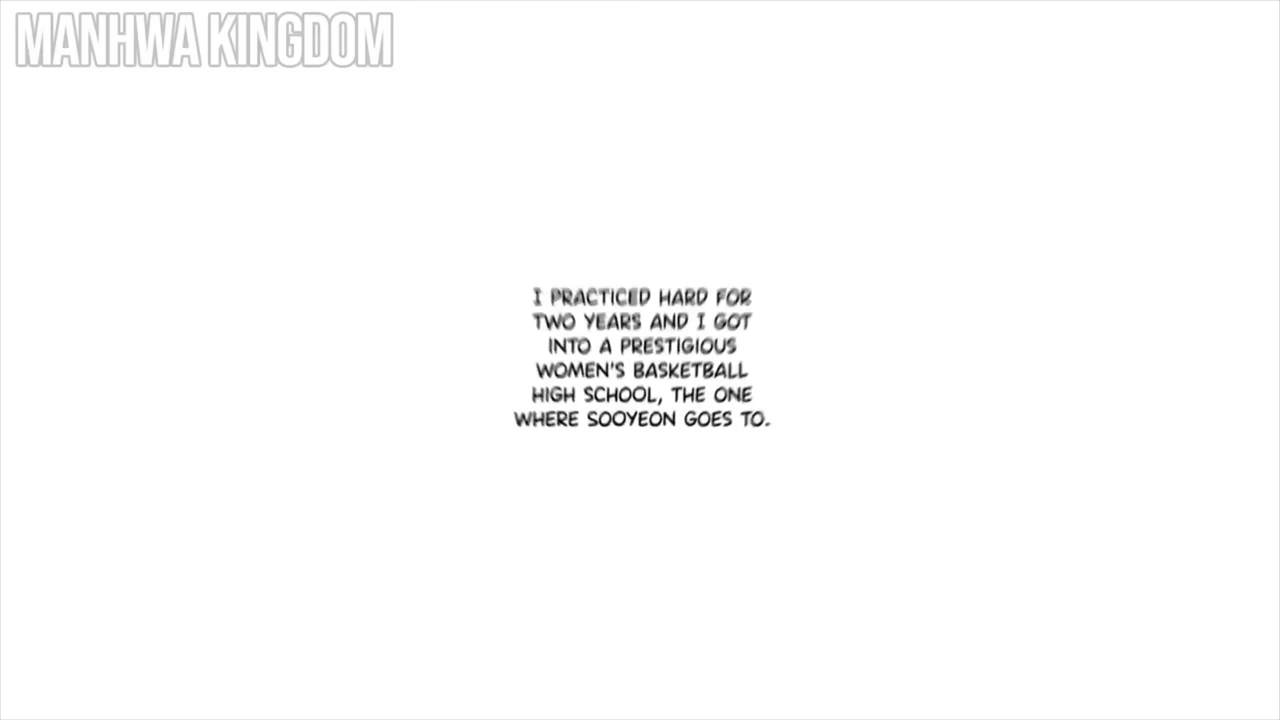 MANHWA KINGDOM
I PRACTICED HARD FOR
TWO YEARS AND I GOT
INTO A PRESTIGIOUS
WOMEN'S BASKETBALL
HIGH SCHOOL, THE ONE
WHERE SOOYEON GOES TO.